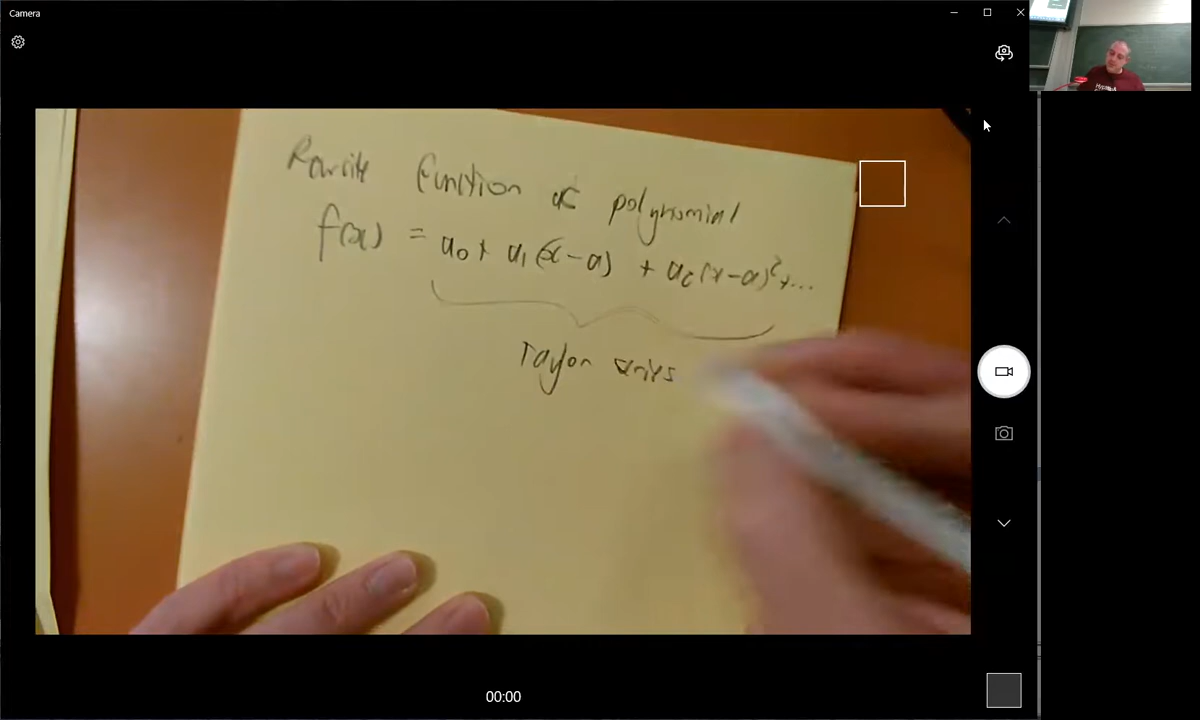 Camera
Rewrite function as polynomial
f(x) = a₀ + a₁(x-a) + a₂(x-a)² + ...
Taylor series
00:00